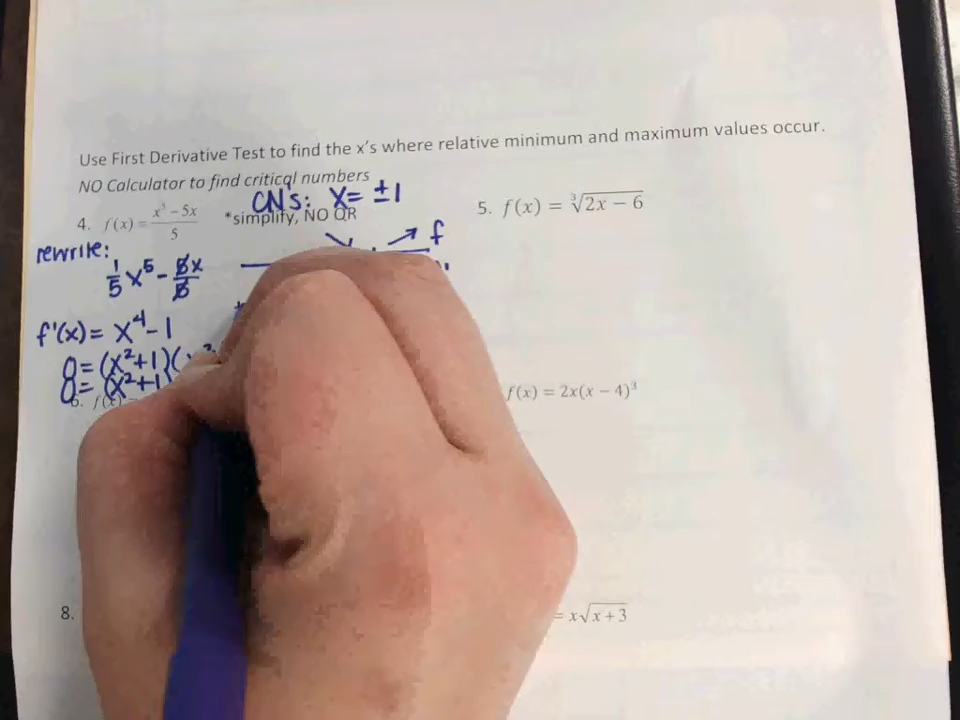 Use First Derivative Test to find the x's where relative minimum and maximum values occur.
NO Calculator to find critical numbers
CNs: x = ±1
4. f(x) = (x⁵ − 5x)/5 *simplify, NO QR
5. f(x) = ∛(2x − 6)
f
rewrite:
1/5 x⁵ − 5x/5
f'(x) = x⁴ − 1
0 = (x²+1)(x²
0 = (x²+1)
6. f(x)
f(x) = 2x(x − 4)³
8.
= x√(x + 3)